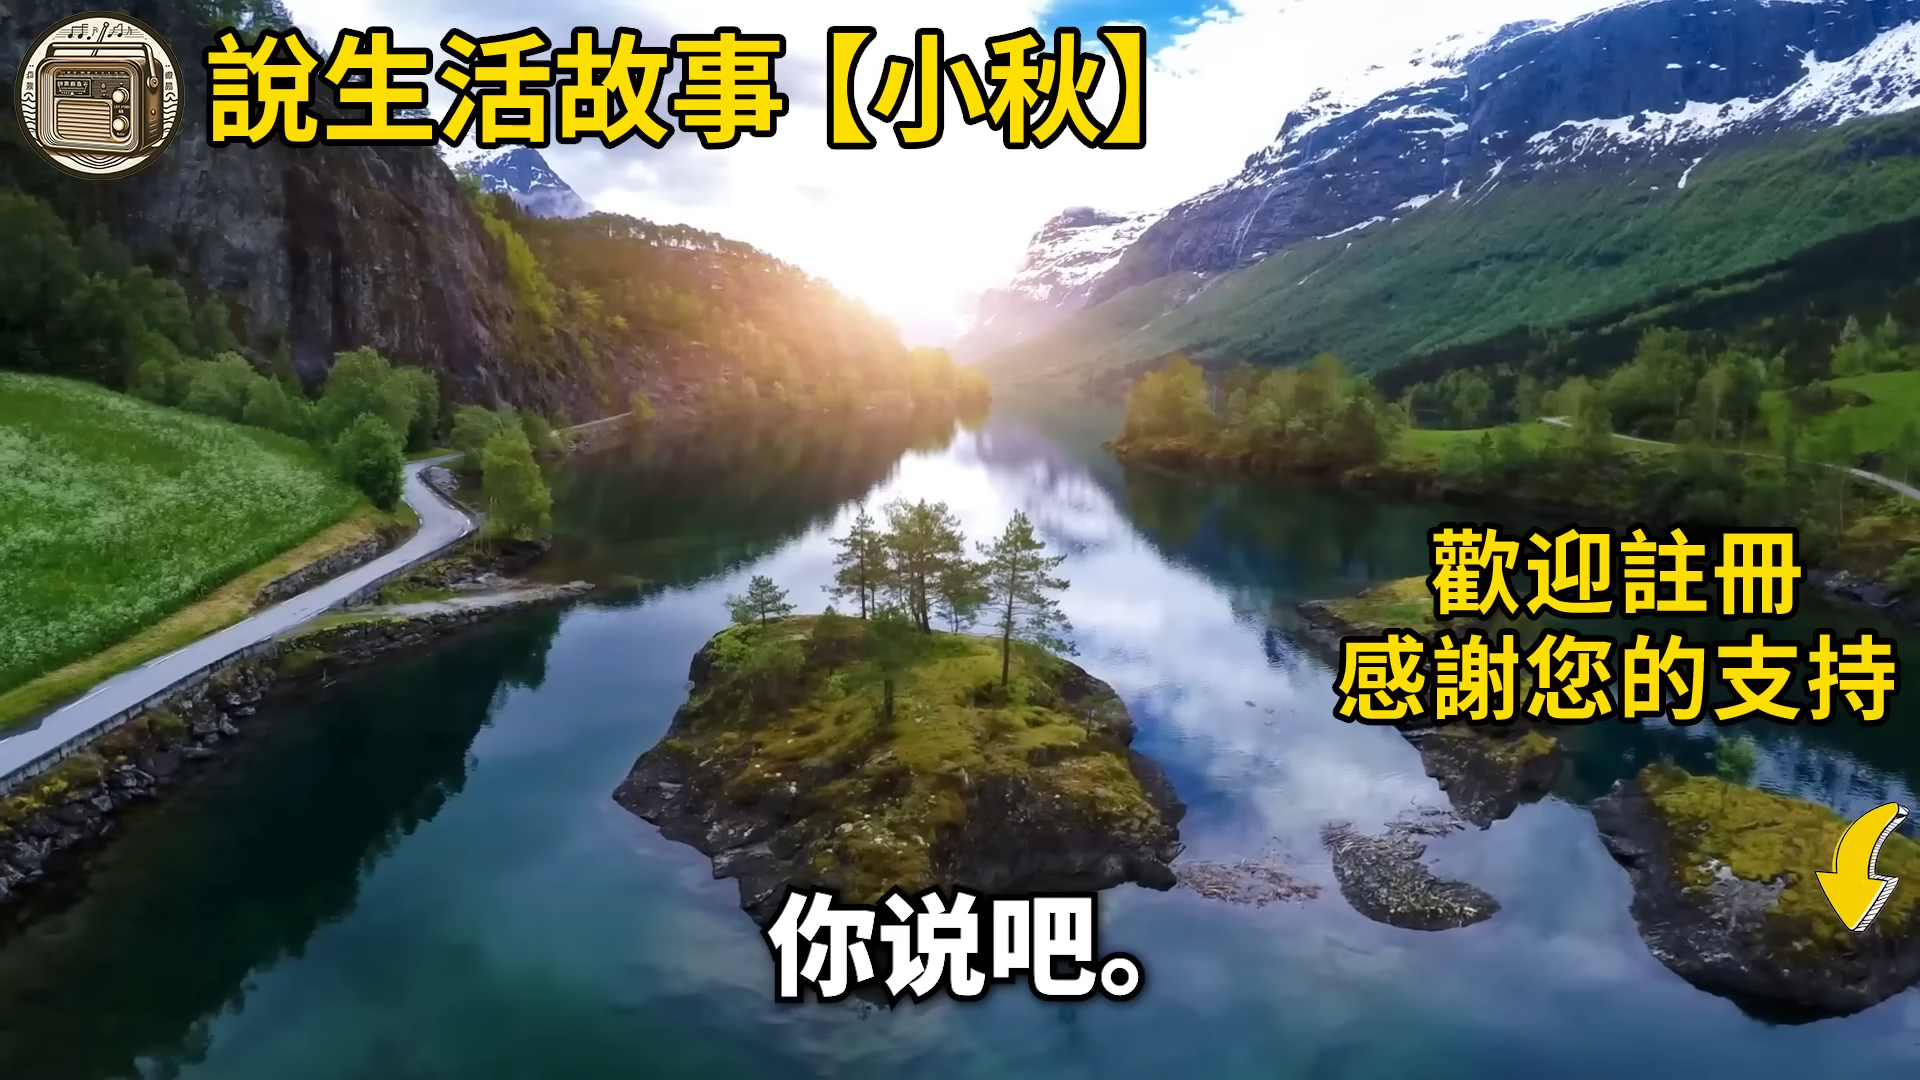 說生活故事【小秋】
歡迎註冊
感謝您的支持
你说吧。